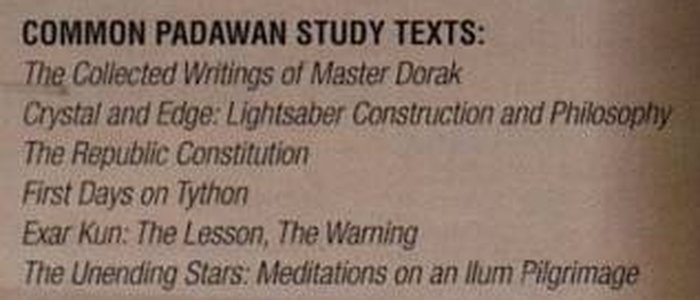 COMMON PADAWAN STUDY TEXTS:
The Collected Writings of Master Dorak
Crystal and Edge: Lightsaber Construction and Philosophy
The Republic Constitution
First Days on Tython
Exar Kun: The Lesson, The Warning
The Unending Stars: Meditations on an Ilum Pilgrimage